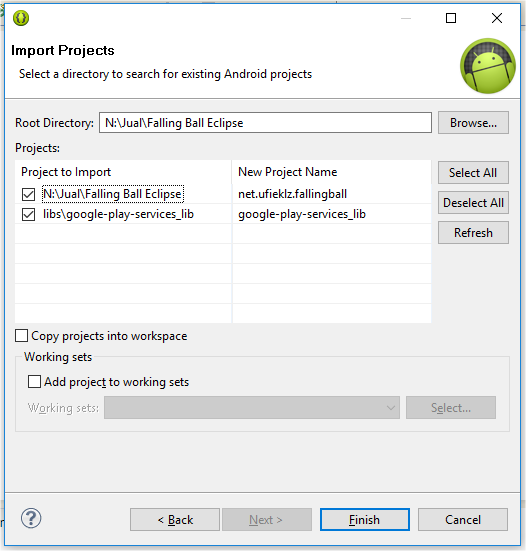 Import Projects
Select a directory to search for existing Android projects
Root Directory: N:\Jual\Falling Ball Eclipse Browse...
Projects:
Project to Import New Project Name Select All
N:\Jual\Falling Ball Eclipse net.ufieklz.fallingball
libs\google-play-services_lib google-play-services_lib Deselect All
Refresh
Copy projects into workspace
Working sets
Add project to working sets
Working sets: Select...
? < Back Next > Finish Cancel